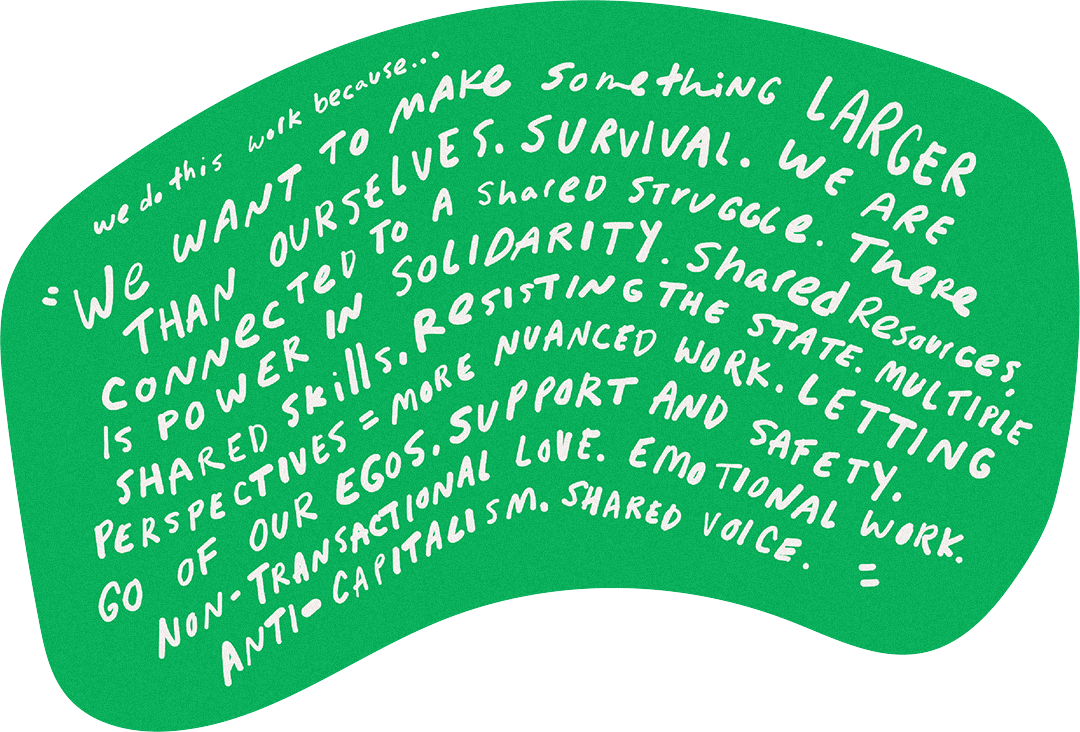 we do this work because...
"WE WANT TO MAKE something LARGER
THAN OURSELVES. SURVIVAL. WE ARE
CONNECTED TO A shared STRUGGLE. THERE
IS POWER IN SOLIDARITY. Shared Resources,
SHARED Skills. RESISTING THE STATE. MULTIPLE
PERSPECTIVES = MORE NUANCED WORK. LETTING
GO OF OUR EGOS. SUPPORT AND SAFETY.
NON-TRANSACTIONAL LOVE. EMOTIONAL WORK.
ANTI-CAPITALISM. SHARED VOICE."